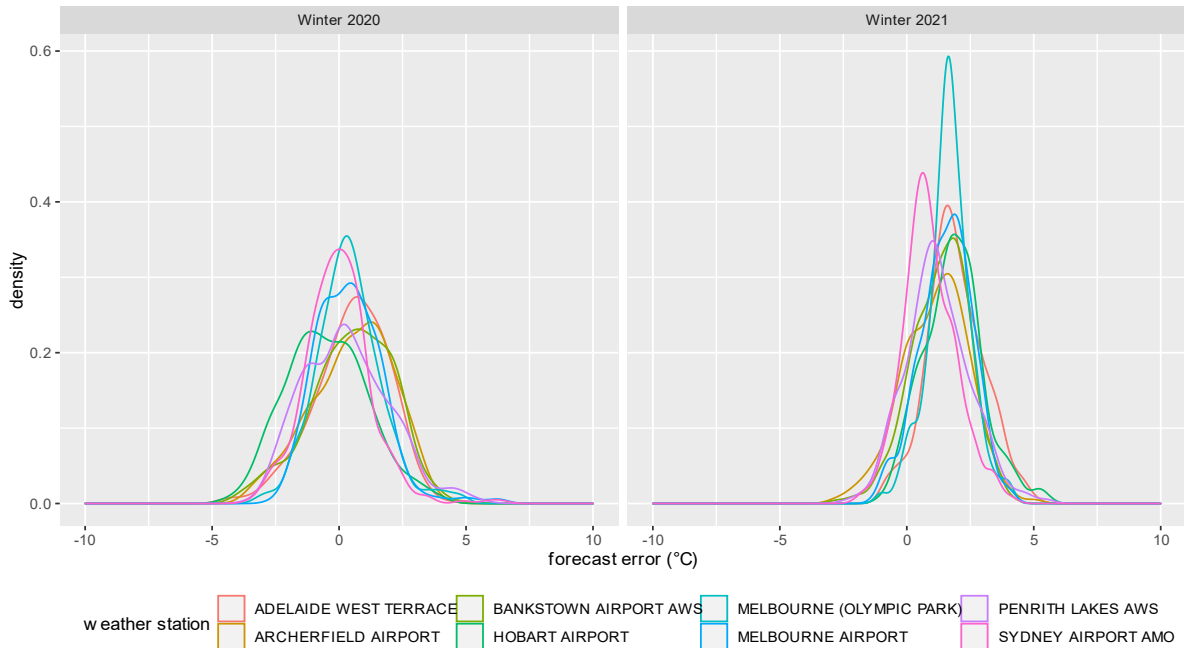 Winter 2020 Winter 2021
0.6
0.4
0.2
0.0
density
-10 -5 0 5 10 -10 -5 0 5 10
forecast error (°C)
weather station
ADELAIDE WEST TERRACE BANKSTOWN AIRPORT AWS MELBOURNE (OLYMPIC PARK) PENRITH LAKES AWS
ARCHERFIELD AIRPORT HOBART AIRPORT MELBOURNE AIRPORT SYDNEY AIRPORT AMO